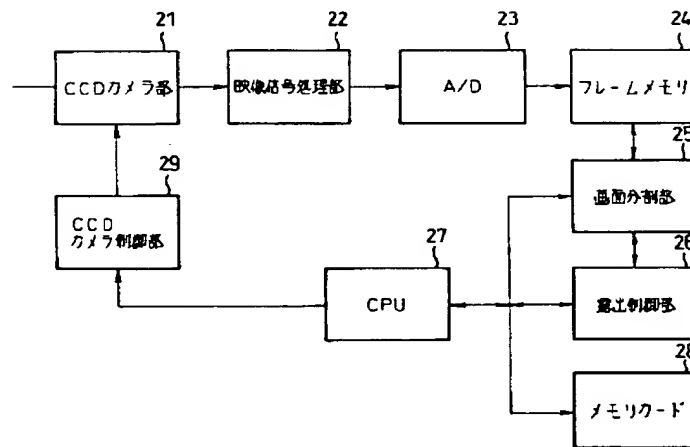 21
CCDカメラ部
22
映像信号処理部
23
A/D
24
フレームメモリ
25
画面分割部
26
露出制御部
27
CPU
28
メモリカード
29
CCD
カメラ制御部